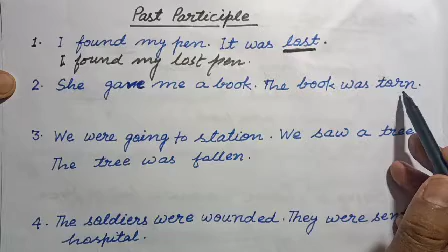 Past Participle
1. I found my pen. It was lost.
I found my lost pen.
2. She gave me a book. The book was torn.
3. We were going to station. We saw a tree
The tree was fallen.
4. The soldiers were wounded. They were
hospital.